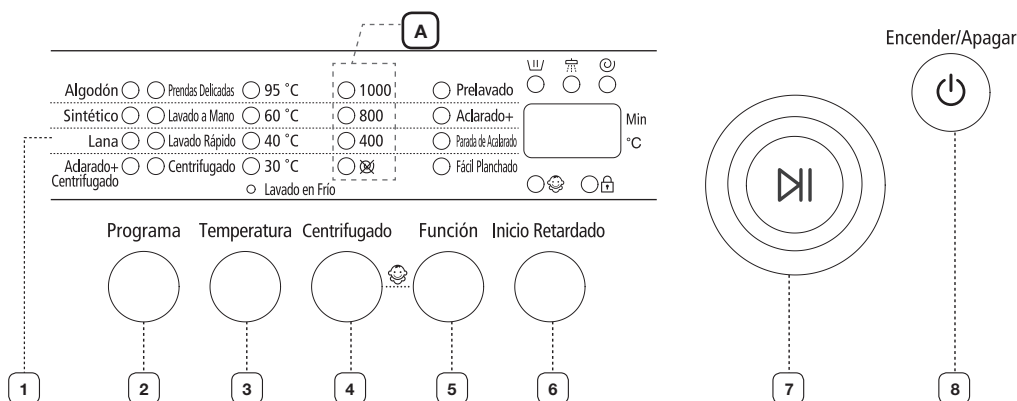 A
Encender/Apagar
Algodón Prendas Delicadas 95 °C 1000 Prelavado
Sintético Lavado a Mano 60 °C 800 Aclarado+ Min
Lana Lavado Rápido 40 °C 400 Parada de Acalarado °C
Aclarado+ Centrifugado 30 °C Fácil Planchado
Centrifugado
Lavado en Frío
Programa Temperatura Centrifugado Función Inicio Retardado
1 2 3 4 5 6 7 8